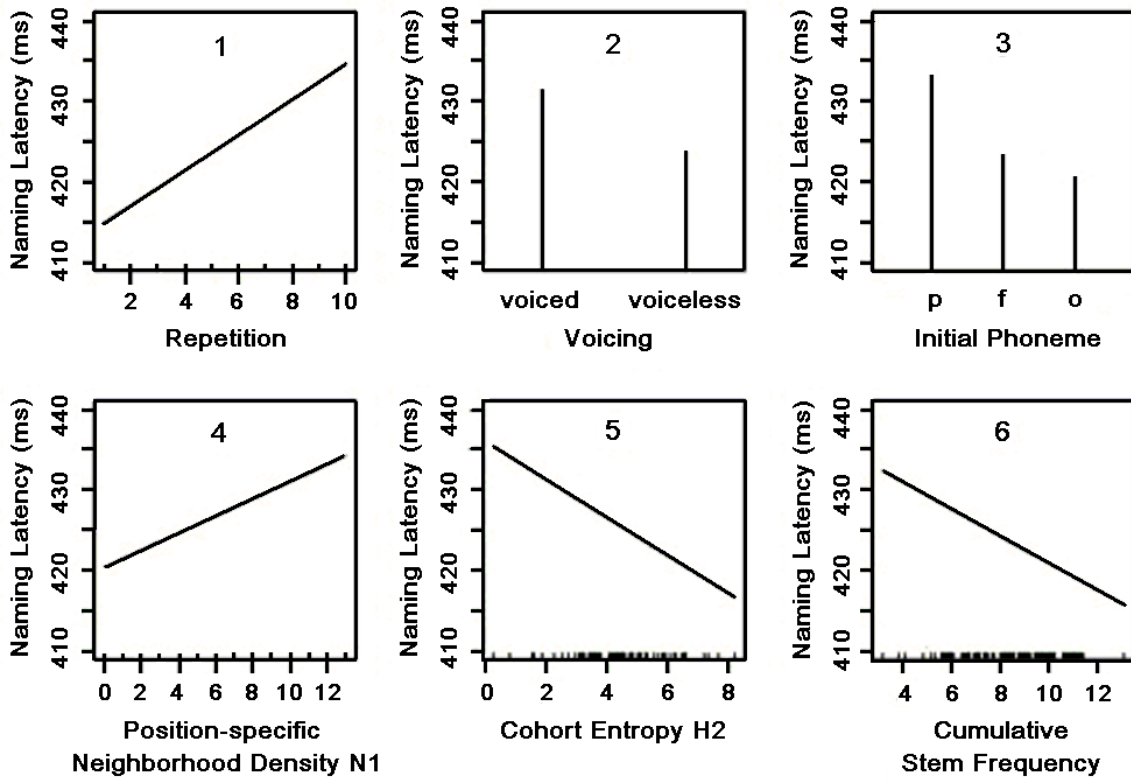 1
Naming Latency (ms)
440
430
420
410
2 4 6 8 10
Repetition
2
Naming Latency (ms)
440
430
420
410
voiced voiceless
Voicing
3
Naming Latency (ms)
440
430
420
410
p f o
Initial Phoneme
4
Naming Latency (ms)
440
430
420
410
0 2 4 6 8 10 12
Position-specific
Neighborhood Density N1
5
Naming Latency (ms)
440
430
420
410
0 2 4 6 8
Cohort Entropy H2
6
Naming Latency (ms)
440
430
420
410
4 6 8 10 12
Cumulative
Stem Frequency